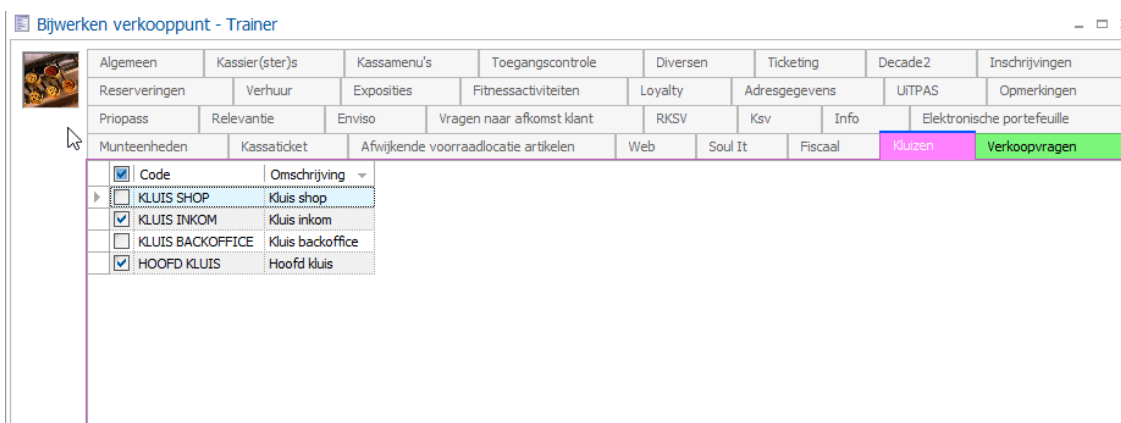 Bijwerken verkooppunt - Trainer
Algemeen Kassier(ster)s Kassamenu's Toegangscontrole Diversen Ticketing Decade2 Inschrijvingen
Reserveringen Verhuur Exposities Fitnessactiviteiten Loyalty Adresgegevens UiTPAS Opmerkingen
Priopass Relevantie Enviso Vragen naar afkomst klant RKSV Ksv Info Elektronische portefeuille
Munteenheden Kassaticket Afwijkende voorraadlocatie artikelen Web Soul It Fiscaal Kluizen Verkoopvragen
Code Omschrijving
KLUIS SHOP Kluis shop
KLUIS INKOM Kluis inkom
KLUIS BACKOFFICE Kluis backoffice
HOOFD KLUIS Hoofd kluis